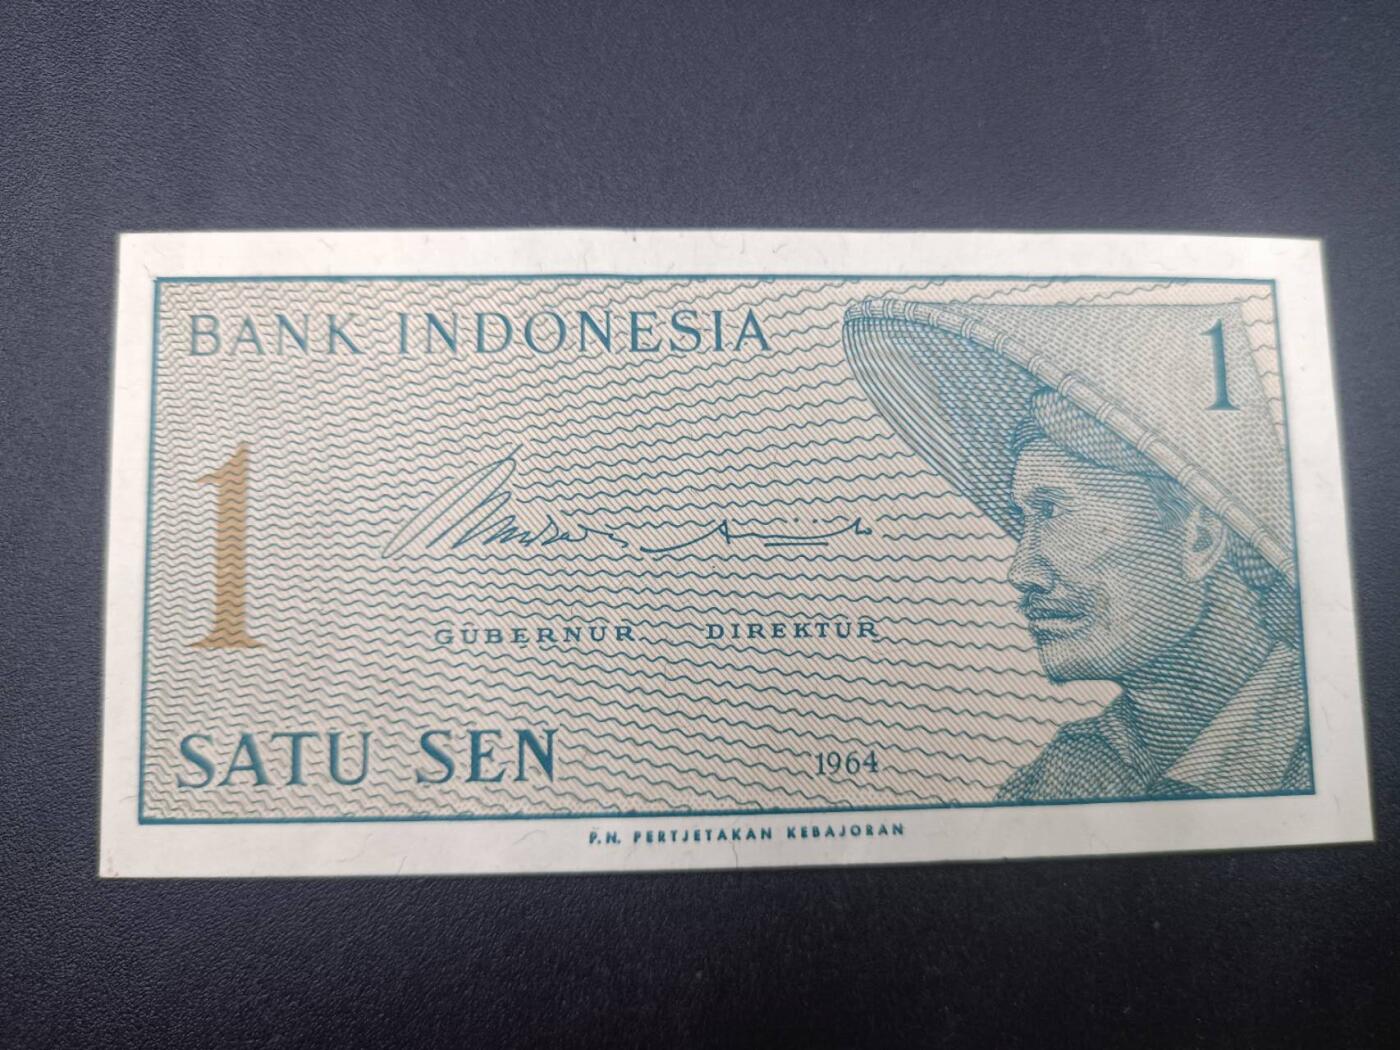 BANK INDONESIA
1
1
GUBERNUR DIREKTUR
SATU SEN
1964
P.N. PERTJETAKAN KEBAJORAN